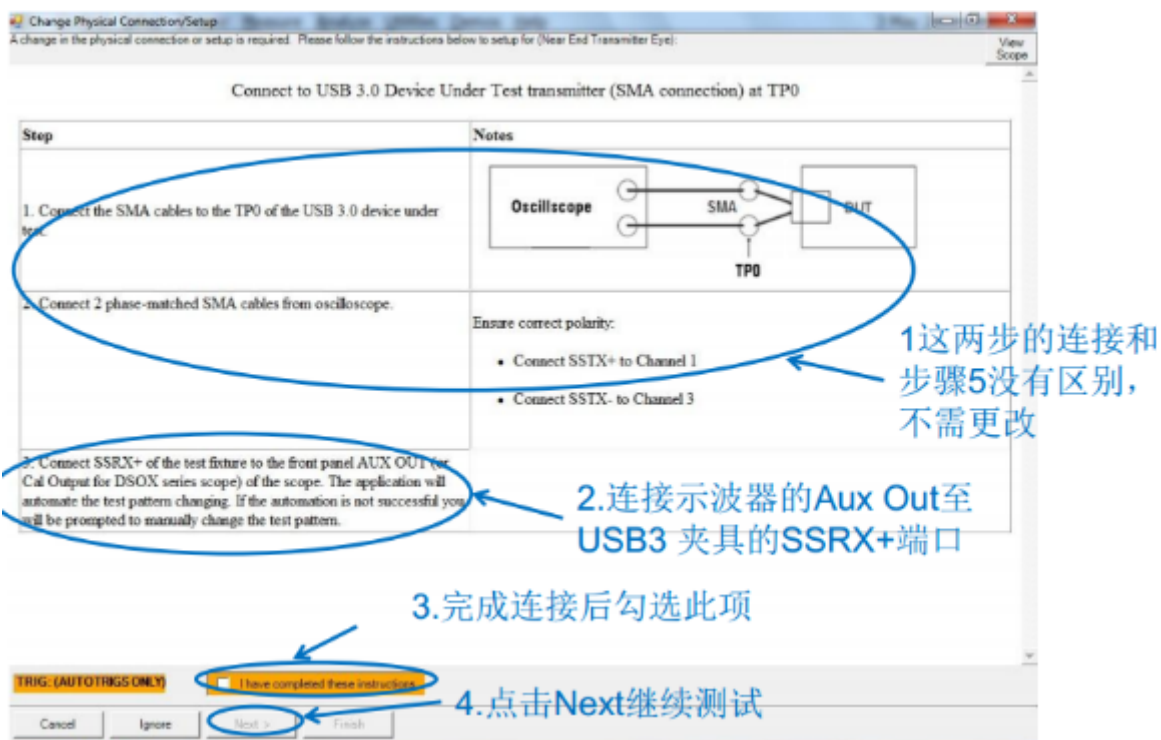 Change Physical Connection/Setup
A change in the physical connection or setup is required. Please follow the instructions below to setup for (Near End Transmitter Eye):
View
Scope
Connect to USB 3.0 Device Under Test transmitter (SMA connection) at TP0
Step
Notes
1. Connect the SMA cables to the TP0 of the USB 3.0 device under
test.
Oscillscope
SMA
DUT
TP0
2. Connect 2 phase-matched SMA cables from oscilloscope.
Ensure correct polarity:
• Connect SSTX+ to Channel 1
• Connect SSTX- to Channel 3
1这两步的连接和
步骤5没有区别，
不需更改
3. Connect SSRX+ of the test fixture to the front panel AUX OUT (or
Cal Output for DSOX series scope) of the scope. The application will
automate the test pattern changing. If the automation is not successful you
will be prompted to manually change the test pattern.
2.连接示波器的Aux Out至
USB3 夹具的SSRX+端口
3.完成连接后勾选此项
TRIG: (AUTOTRIGS ONLY)
I have completed these instructions
4.点击Next继续测试
Cancel
Ignore
Next >
Finish